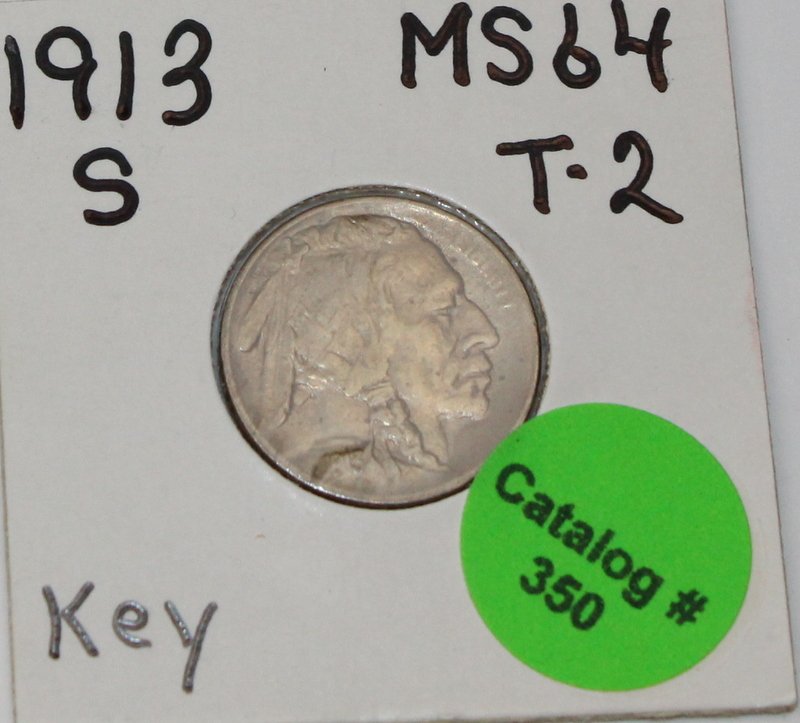 1913
S
MS64
T-2
Key
Catalog #
350